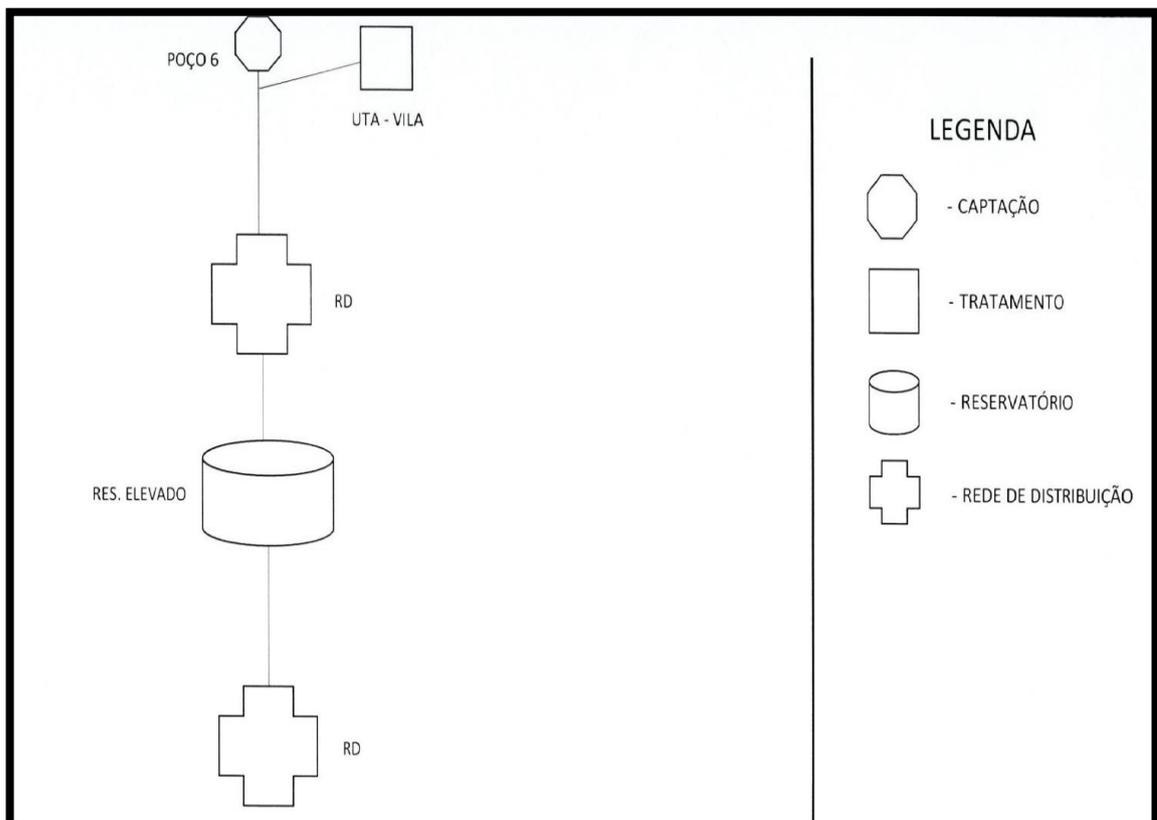 POÇO 6
UTA - VILA
RD
RES. ELEVADO
RD
LEGENDA
- CAPTAÇÃO
- TRATAMENTO
- RESERVATÓRIO
- REDE DE DISTRIBUIÇÃO